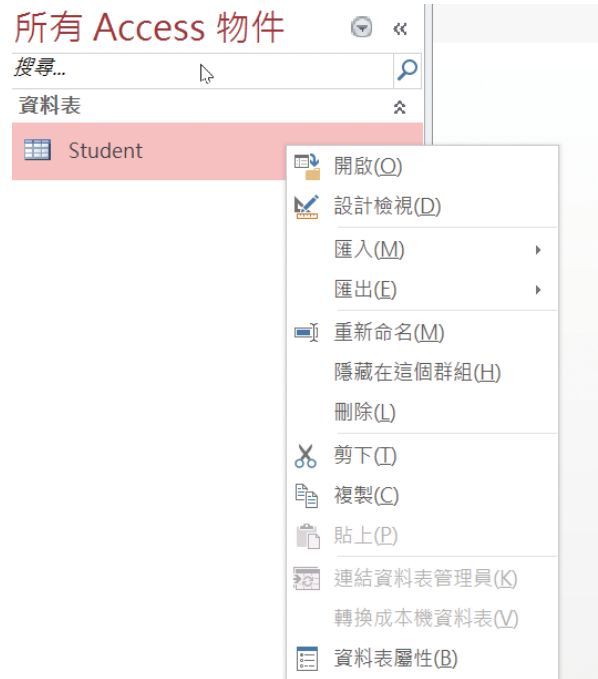 所有 Access 物件
搜尋...
資料表
Student
開啟(O)
設計檢視(D)
匯入(M)
匯出(E)
重新命名(M)
隱藏在這個群組(H)
刪除(L)
剪下(T)
複製(C)
貼上(P)
連結資料表管理員(K)
轉換成本機資料表(V)
資料表屬性(B)